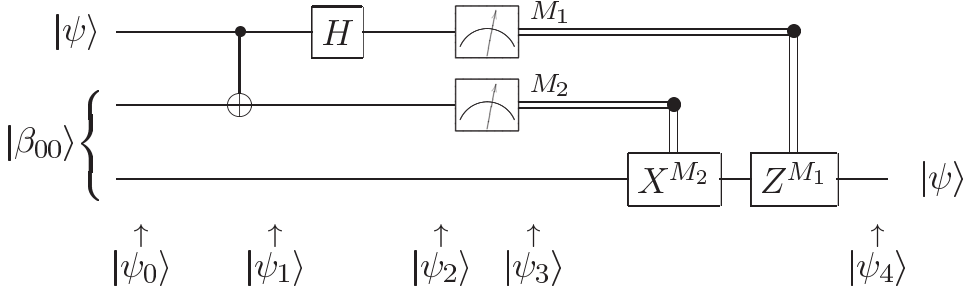 |ψ⟩ H M₁
M₂
|β₀₀⟩
X^{M₂} Z^{M₁} |ψ⟩
↑ ↑ ↑ ↑ ↑
|ψ₀⟩ |ψ₁⟩ |ψ₂⟩ |ψ₃⟩ |ψ₄⟩